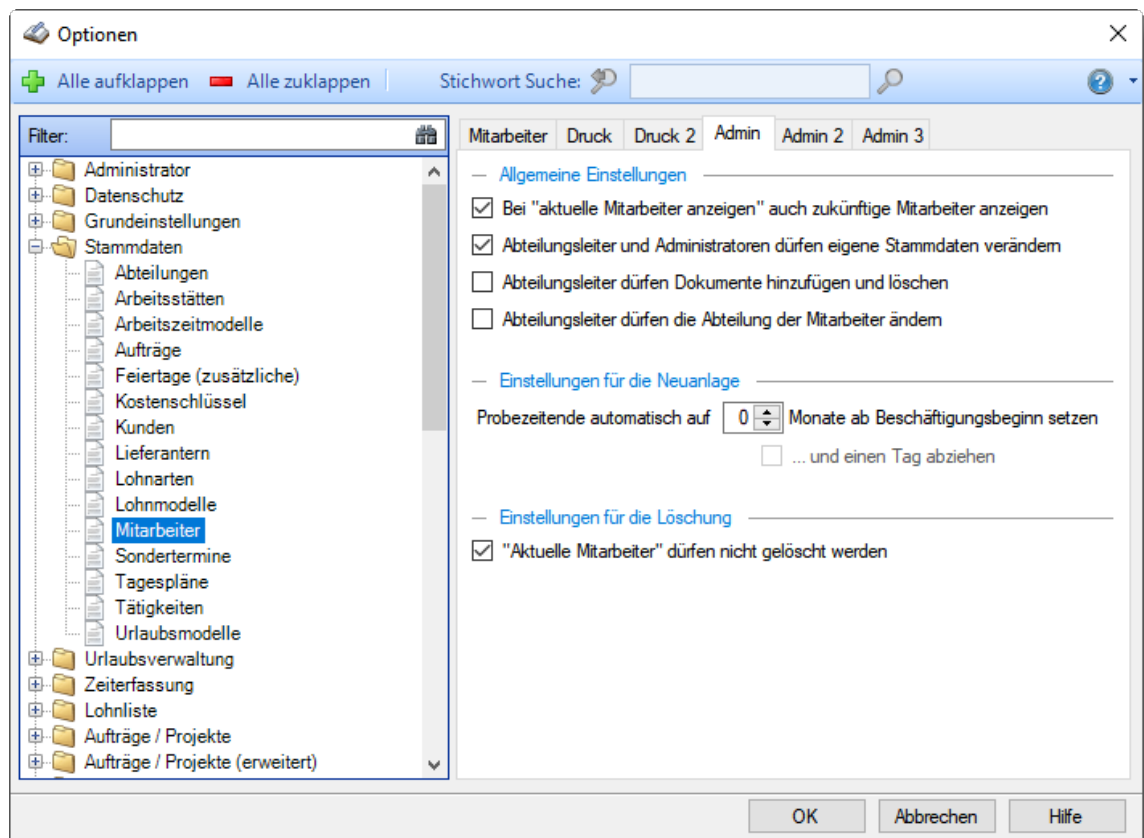 Optionen
Alle aufklappen Alle zuklappen Stichwort Suche:
Filter:
Administrator
Datenschutz
Grundeinstellungen
Stammdaten
Abteilungen
Arbeitsstätten
Arbeitszeitmodelle
Aufträge
Feiertage (zusätzliche)
Kostenschlüssel
Kunden
Lieferantern
Lohnarten
Lohnmodelle
Mitarbeiter
Sondertermine
Tagespläne
Tätigkeiten
Urlaubsmodelle
Urlaubsverwaltung
Zeiterfassung
Lohnliste
Aufträge / Projekte
Aufträge / Projekte (erweitert)
Mitarbeiter Druck Druck 2 Admin Admin 2 Admin 3
Allgemeine Einstellungen
Bei "aktuelle Mitarbeiter anzeigen" auch zukünftige Mitarbeiter anzeigen
Abteilungsleiter und Administratoren dürfen eigene Stammdaten verändern
Abteilungsleiter dürfen Dokumente hinzufügen und löschen
Abteilungsleiter dürfen die Abteilung der Mitarbeiter ändern
Einstellungen für die Neuanlage
Probezeitende automatisch auf 0 Monate ab Beschäftigungsbeginn setzen
... und einen Tag abziehen
Einstellungen für die Löschung
"Aktuelle Mitarbeiter" dürfen nicht gelöscht werden
OK Abbrechen Hilfe